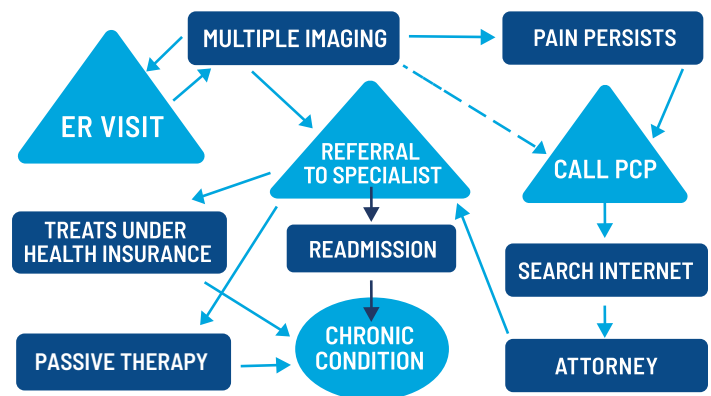 MULTIPLE IMAGING
PAIN PERSISTS
ER VISIT
REFERRAL
TO SPECIALIST
CALL PCP
TREATS UNDER
HEALTH INSURANCE
READMISSION
SEARCH INTERNET
PASSIVE THERAPY
CHRONIC
CONDITION
ATTORNEY